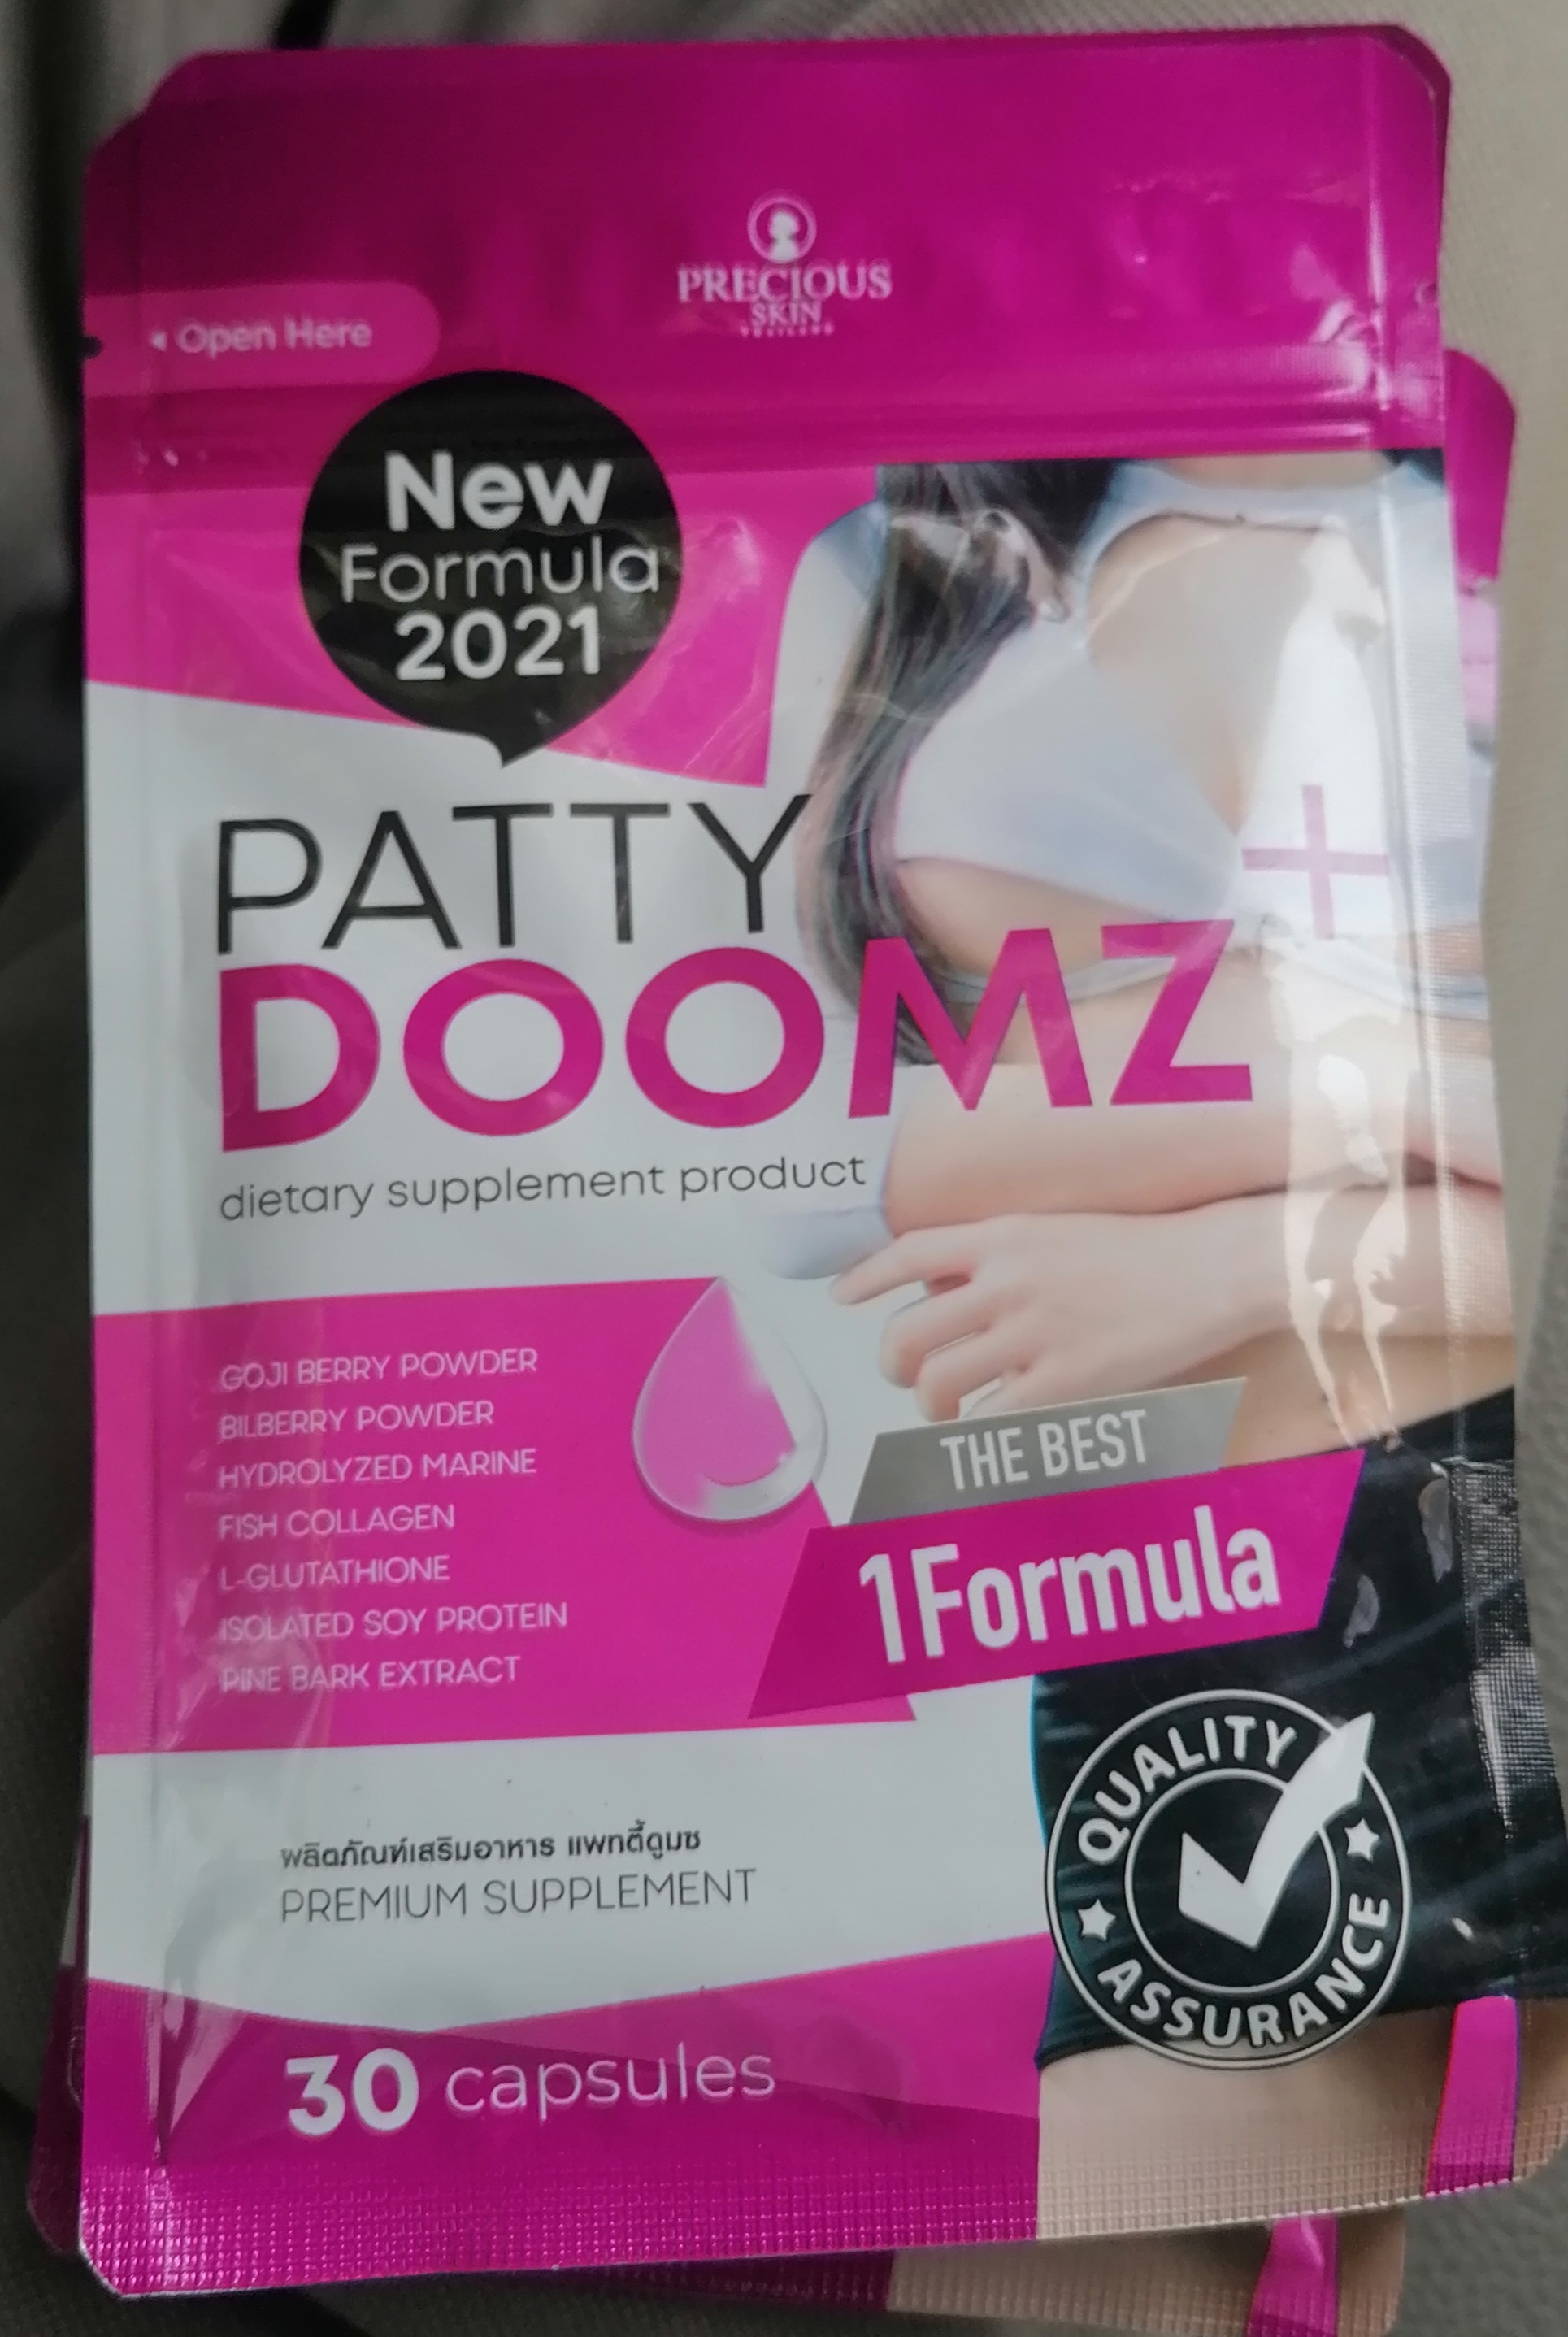 PRECIOUS
SKIN
THAILAND
Open Here
New
Formula
2021
PATTY
DOOMZ+
dietary supplement product
GOJI BERRY POWDER
BILBERRY POWDER
HYDROLYZED MARINE
FISH COLLAGEN
L-GLUTATHIONE
ISOLATED SOY PROTEIN
PINE BARK EXTRACT
THE BEST
1Formula
QUALITY
ASSURANCE
ผลิตภัณฑ์เสริมอาหาร แพทตี้ดูมซ
PREMIUM SUPPLEMENT
30 capsules